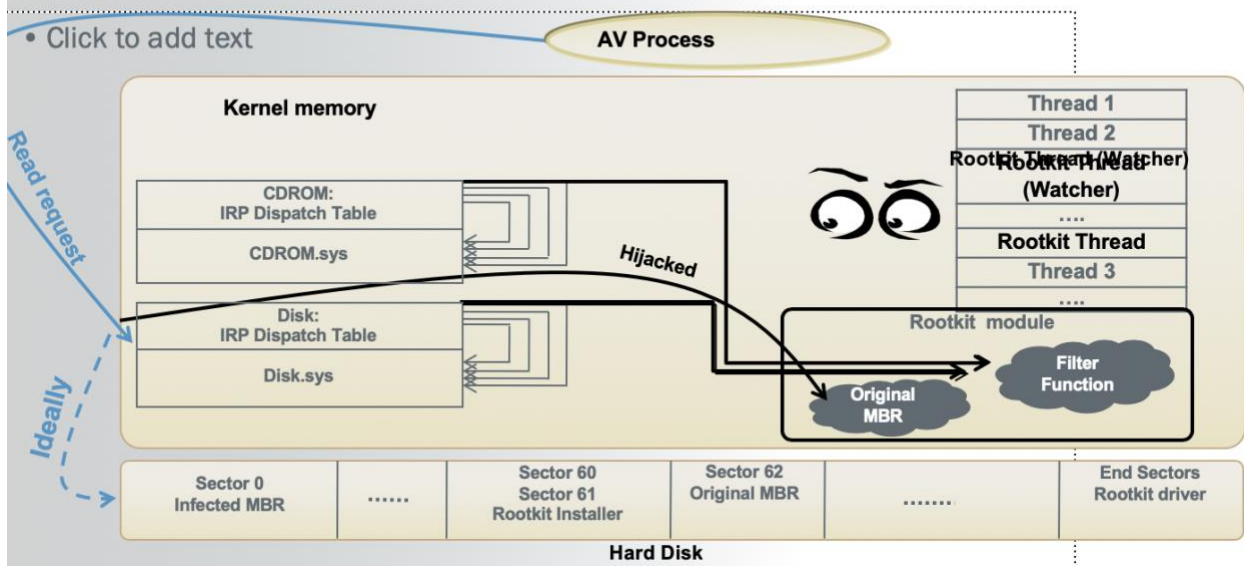 • Click to add text
AV Process
Kernel memory
Read request
Ideally
CDROM:
IRP Dispatch Table
CDROM.sys
Disk:
IRP Dispatch Table
Disk.sys
Hijacked
Thread 1
Thread 2
Rootkit Thread (Watcher)
Rootkit Thread
(Watcher)
....
Rootkit Thread
Thread 3
....
Rootkit module
Filter
Function
Original
MBR
Sector 0
Infected MBR
......
Sector 60
Sector 61
Rootkit Installer
Sector 62
Original MBR
........
End Sectors
Rootkit driver
Hard Disk